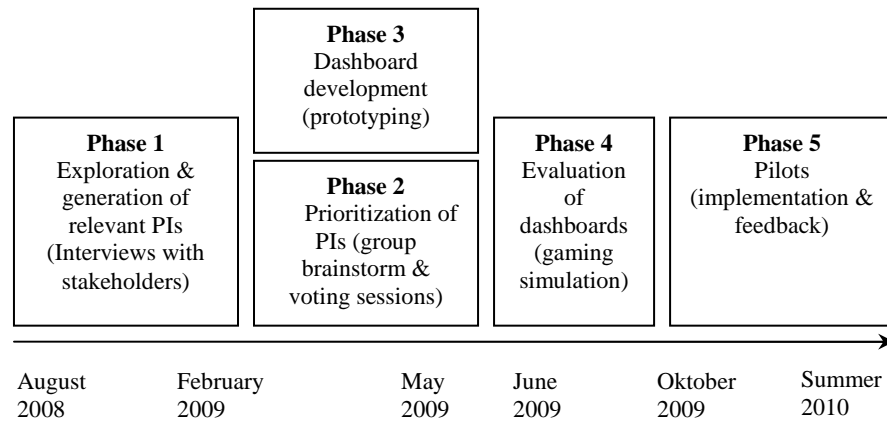 Phase 3
Dashboard
development
(prototyping)
Phase 1
Exploration &
generation of
relevant PIs
(Interviews with
stakeholders)
Phase 2
Prioritization of
PIs (group
brainstorm &
voting sessions)
Phase 4
Evaluation
of
dashboards
(gaming
simulation)
Phase 5
Pilots
(implementation &
feedback)
August
2008
February
2009
May
2009
June
2009
Oktober
2009
Summer
2010